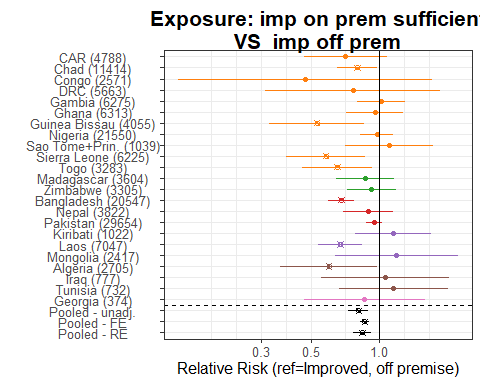 Exposure: imp on prem sufficient
VS  imp off prem
CAR (4788)
Chad (11414)
Congo (2571)
DRC (5663)
Gambia (6275)
Ghana (6313)
Guinea Bissau (4055)
Nigeria (21550)
Sao Tome+Prin. (1039)
Sierra Leone (6225)
Togo (3283)
Madagascar (3604)
Zimbabwe (3305)
Bangladesh (20547)
Nepal (3822)
Pakistan (29654)
Kiribati (1022)
Laos (7047)
Mongolia (2417)
Algeria (2705)
Iraq (777)
Tunisia (732)
Georgia (374)
Pooled - unadj.
Pooled - FE
Pooled - RE
0.3 0.5 1.0
Relative Risk (ref=Improved, off premise)